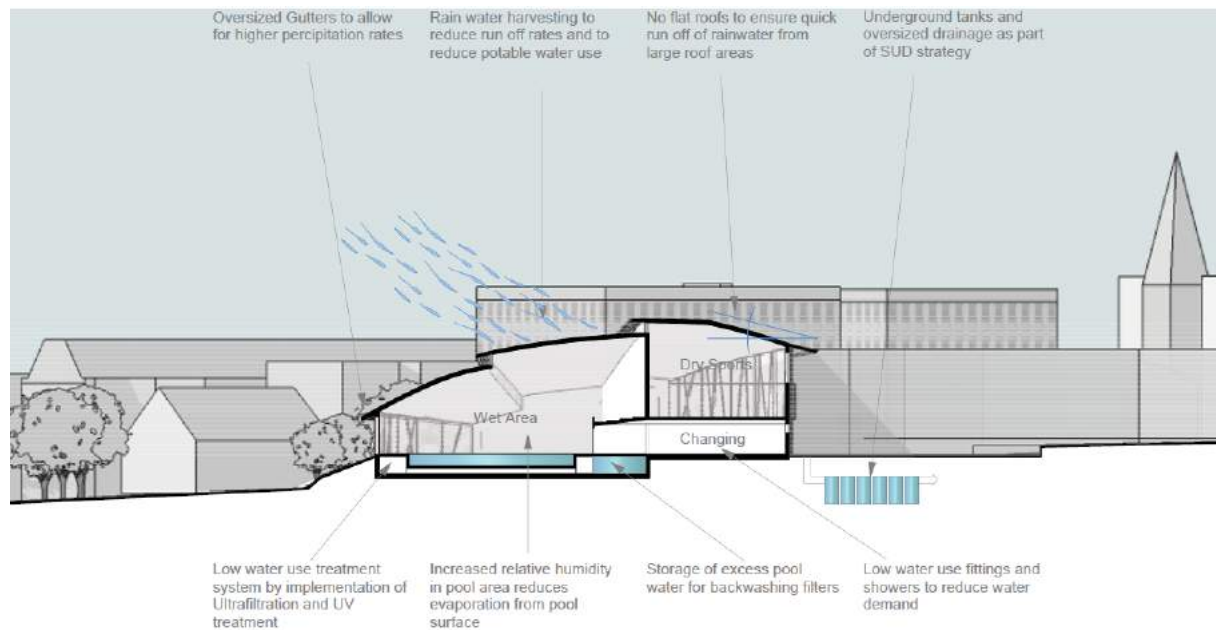 Oversized Gutters to allow
for higher percipitation rates
Rain water harvesting to
reduce run off rates and to
reduce potable water use
No flat roofs to ensure quick
run off of rainwater from
large roof areas
Underground tanks and
oversized drainage as part
of SUD strategy
Dry Sports
Wet Area
Changing
Low water use treatment
system by implementation of
Ultrafiltration and UV
treatment
Increased relative humidity
in pool area reduces
evaporation from pool
surface
Storage of excess pool
water for backwashing filters
Low water use fittings and
showers to reduce water
demand